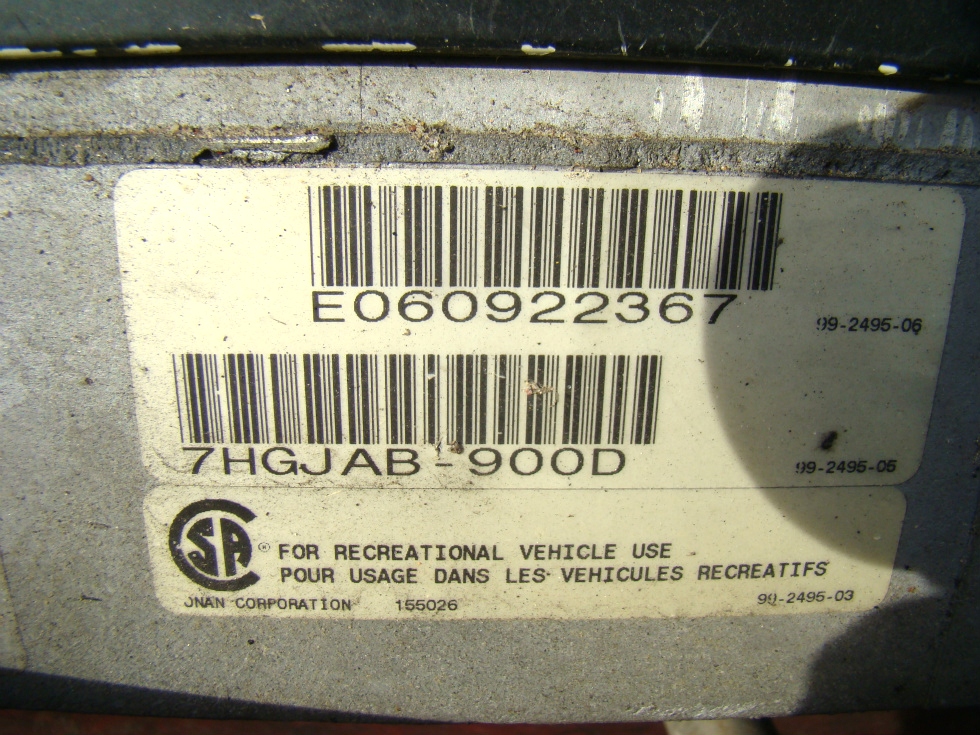 E060922367
99-2495-06
7HGJAB-900D
99-2495-05
CSA ® FOR RECREATIONAL VEHICLE USE
POUR USAGE DANS LES VEHICULES RECREATIFS
ONAN CORPORATION 155026 99-2495-03